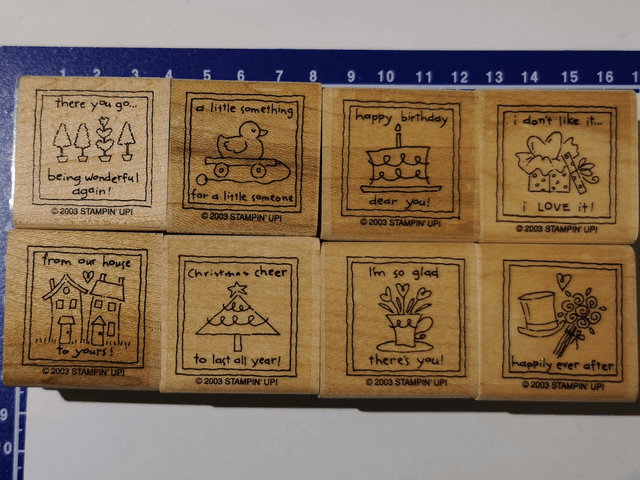 1 2 3 4 5 6 7 8 9 10 11 12 13 14 15 16
there you go...
being wonderful
again!
© 2003 STAMPIN' UP!
a little something
for a little someone
© 2003 STAMPIN' UP!
happy birthday
dear you!
© 2003 STAMPIN' UP!
i don't like it...
i LOVE it!
© 2003 STAMPIN' UP!
from our house
to yours!
© 2003 STAMPIN' UP!
Christmas cheer
to last all year!
© 2003 STAMPIN' UP!
I'm so glad
there's you!
© 2003 STAMPIN' UP!
happily ever after
© 2003 STAMPIN' UP!
9